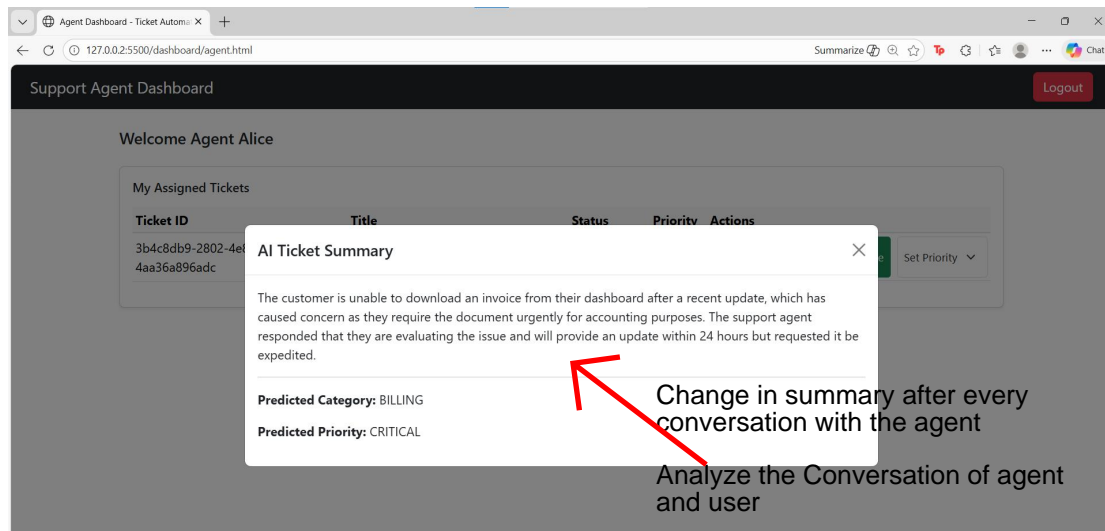 Agent Dashboard - Ticket Automa
127.0.0.2:5500/dashboard/agent.html
Summarize
Tp
Chat
Support Agent Dashboard
Logout
Welcome Agent Alice
My Assigned Tickets
Ticket ID Title Status Priority Actions
3b4c8db9-2802-4e8
4aa36a896adc
e
Set Priority
AI Ticket Summary
The customer is unable to download an invoice from their dashboard after a recent update, which has
caused concern as they require the document urgently for accounting purposes. The support agent
responded that they are evaluating the issue and will provide an update within 24 hours but requested it be
expedited.
Predicted Category: BILLING
Predicted Priority: CRITICAL
Change in summary after every
conversation with the agent
Analyze the Conversation of agent
and user